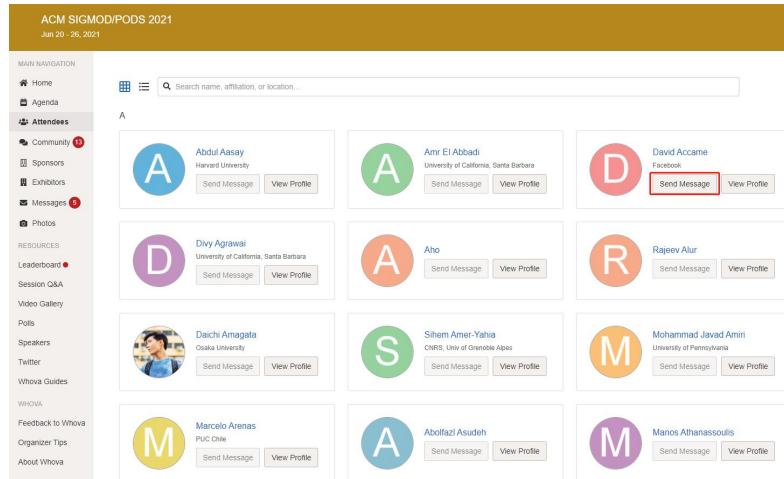 ACM SIGMOD/PODS 2021
Jun 20 - 26, 2021
MAIN NAVIGATION
Home
Agenda
Attendees
Community 13
Sponsors
Exhibitors
Messages 5
Photos
RESOURCES
Leaderboard
Session Q&A
Video Gallery
Polls
Speakers
Twitter
Whova Guides
WHOVA
Feedback to Whova
Organizer Tips
About Whova
Search name, affiliation, or location...
A
A
Abdul Aasay
Harvard University
Send Message View Profile
A
Amr El Abbadi
University of California, Santa Barbara
Send Message View Profile
D
David Accame
Facebook
Send Message View Profile
D
Divy Agrawai
University of California, Santa Barbara
Send Message View Profile
A
Aho
Send Message View Profile
R
Rajeev Alur
Send Message View Profile
Daichi Amagata
Osaka University
Send Message View Profile
S
Sihem Amer-Yahia
CNRS, Univ of Grenoble Alpes
Send Message View Profile
M
Mohammad Javad Amiri
University of Pennsylvania
Send Message View Profile
M
Marcelo Arenas
PUC Chile
Send Message View Profile
A
Abolfazl Asudeh
Send Message View Profile
M
Manos Athanassoulis
Send Message View Profile